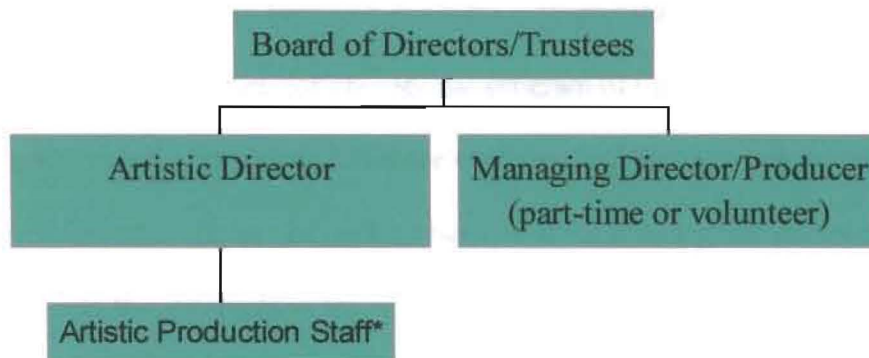 Board of Directors/Trustees
Artistic Director
Managing Director/Producer
(part-time or volunteer)
Artistic Production Staff*